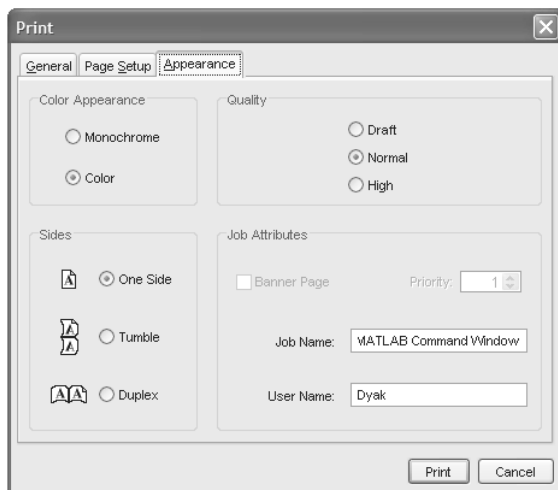 Print
General Page Setup Appearance
Color Appearance
Monochrome
Color
Quality
Draft
Normal
High
Sides
One Side
Tumble
Duplex
Job Attributes
Banner Page Priority: 1
Job Name: MATLAB Command Window
User Name: Dyak
Print Cancel